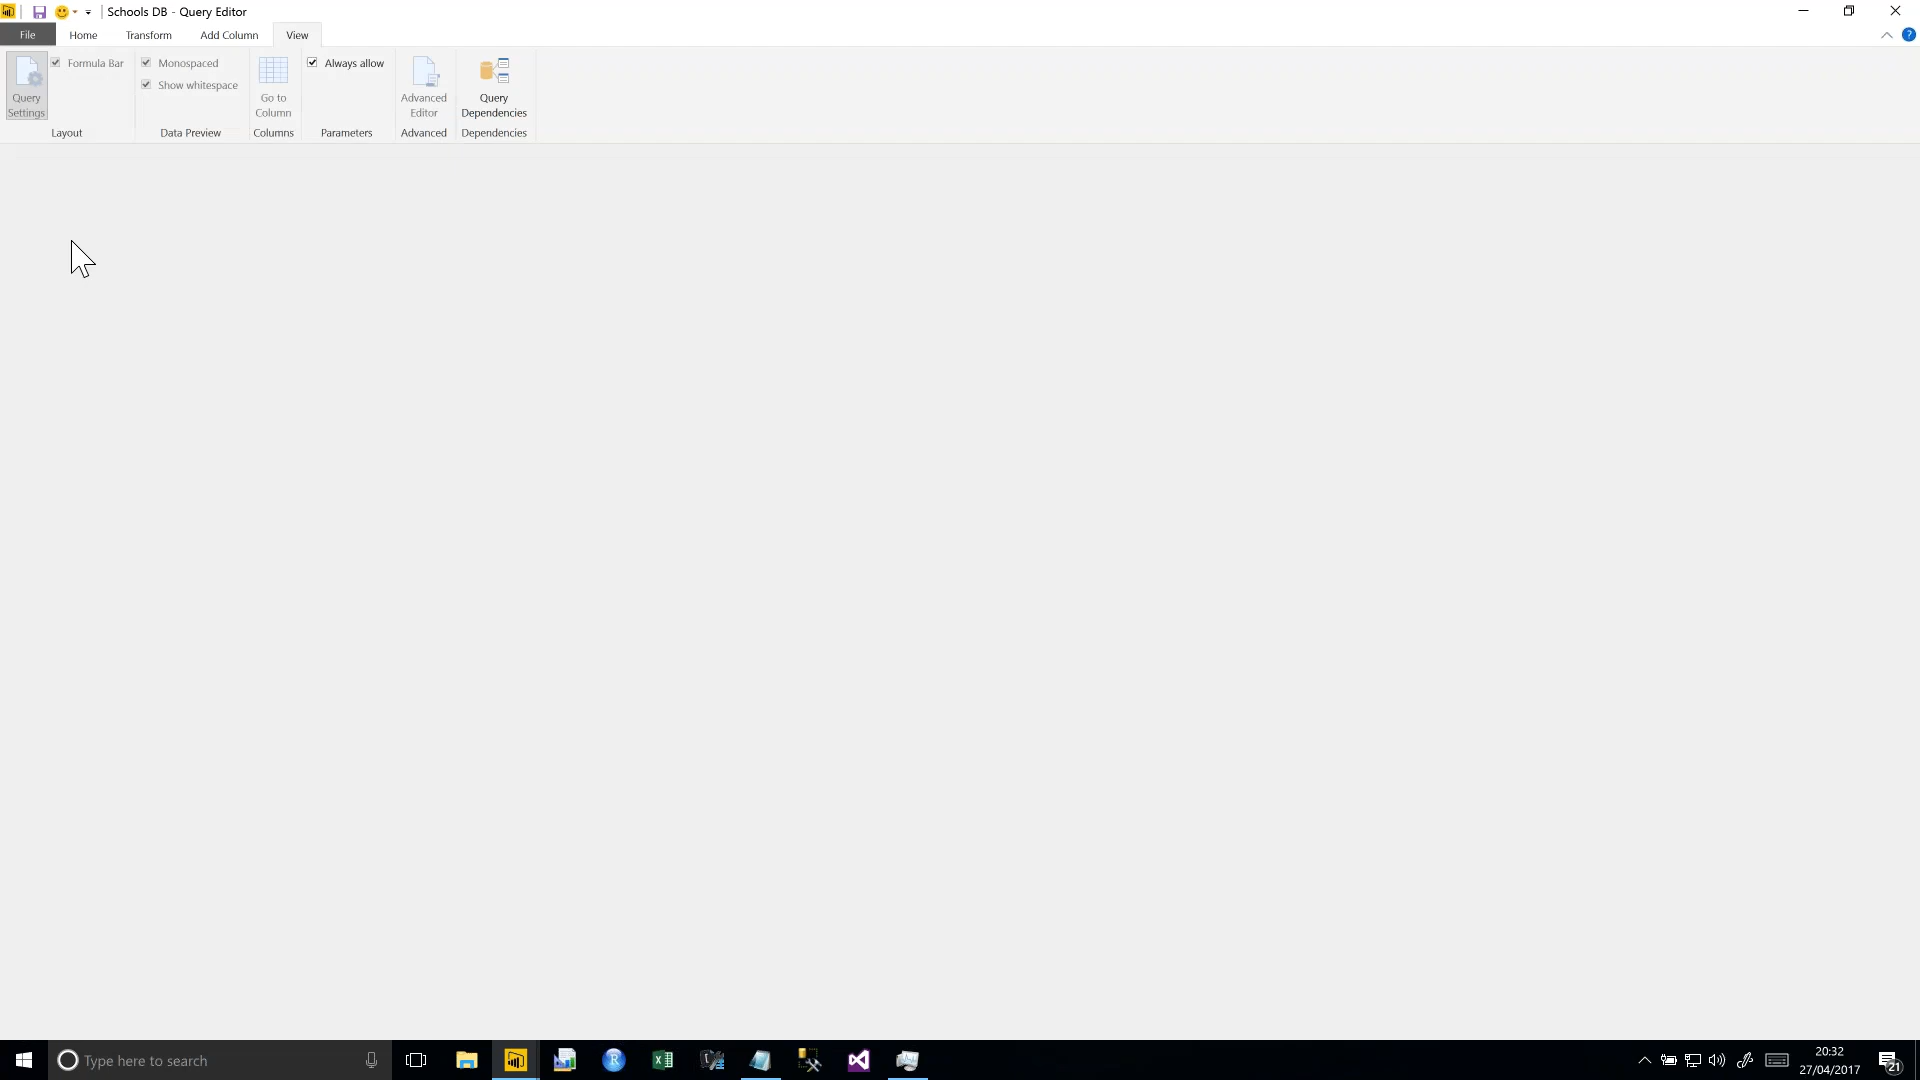 Schools DB - Query Editor
File Home Transform Add Column View
Formula Bar Monospaced Always allow
Show whitespace
Query Settings
Go to Column
Advanced Editor
Query Dependencies
Layout Data Preview Columns Parameters Advanced Dependencies
Type here to search
20:32
27/04/2017
21